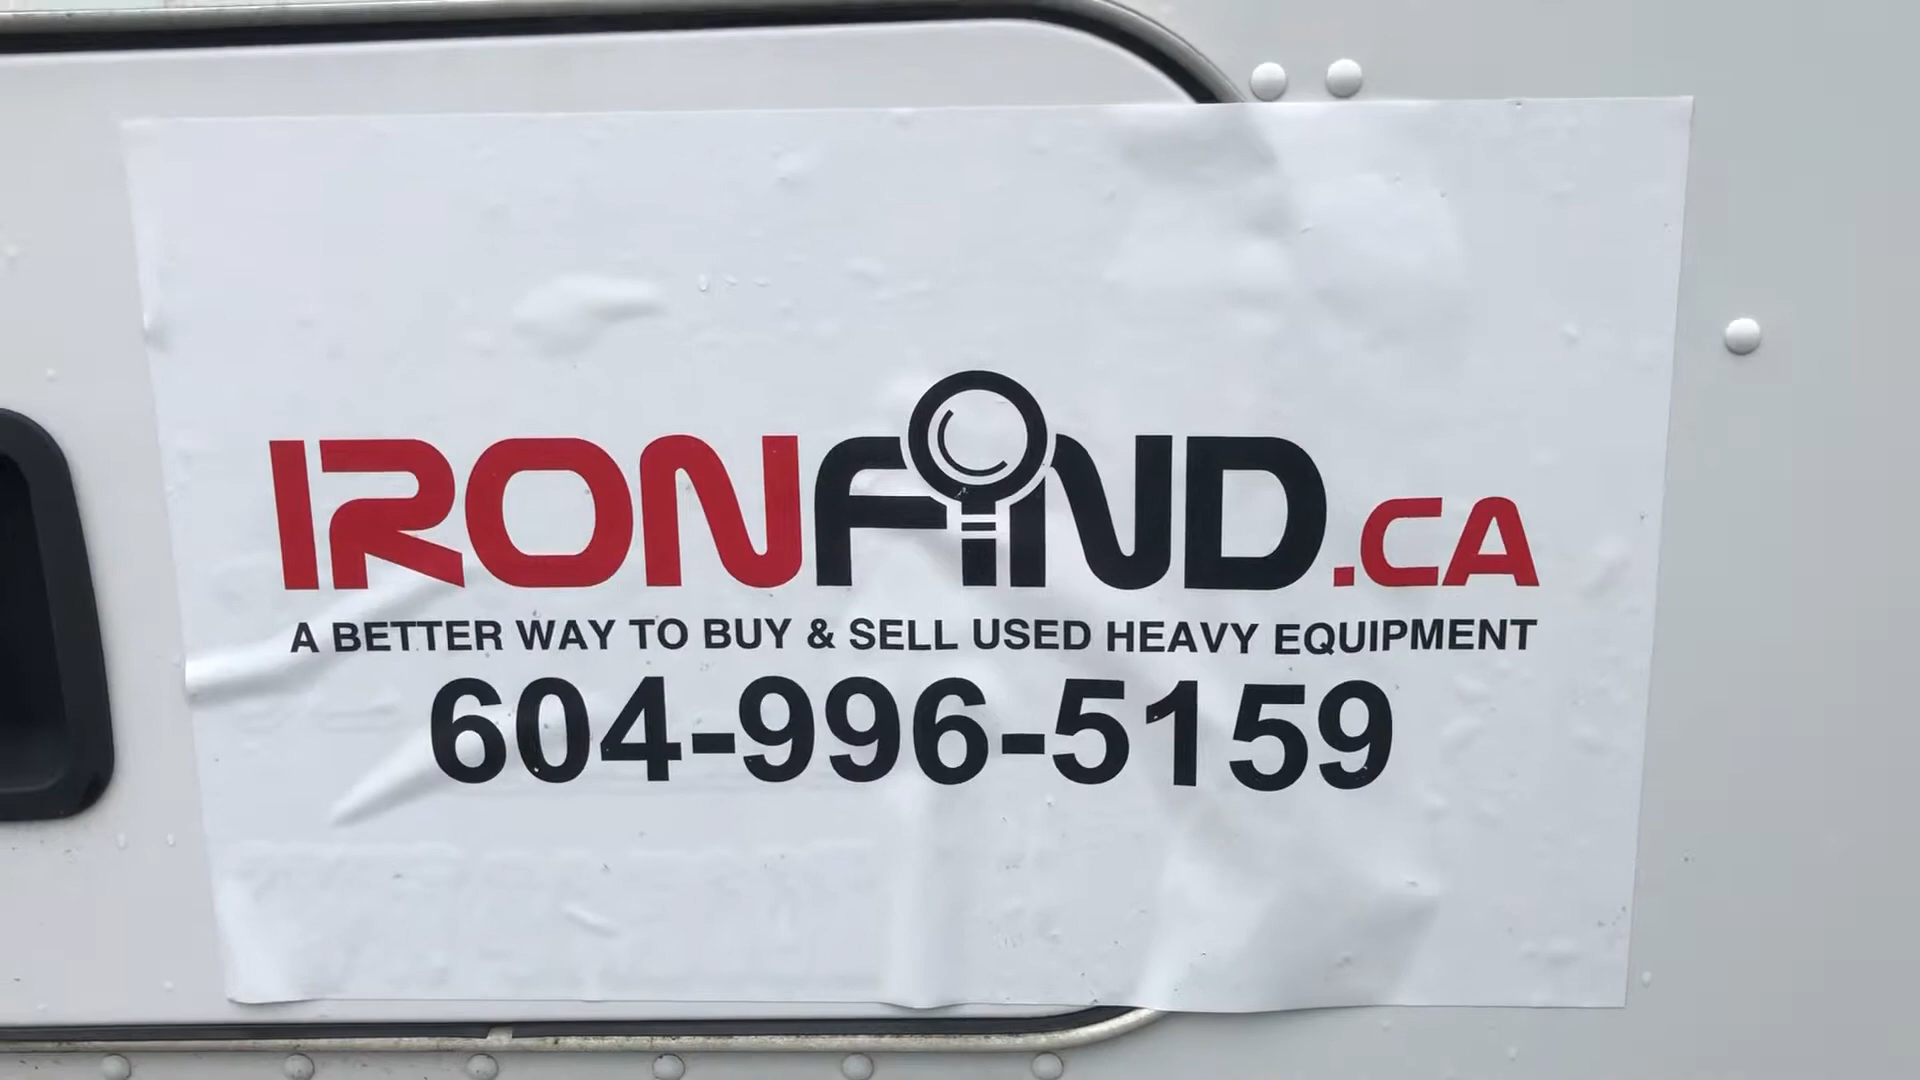 IRONFIND.CA
A BETTER WAY TO BUY & SELL USED HEAVY EQUIPMENT
604-996-5159